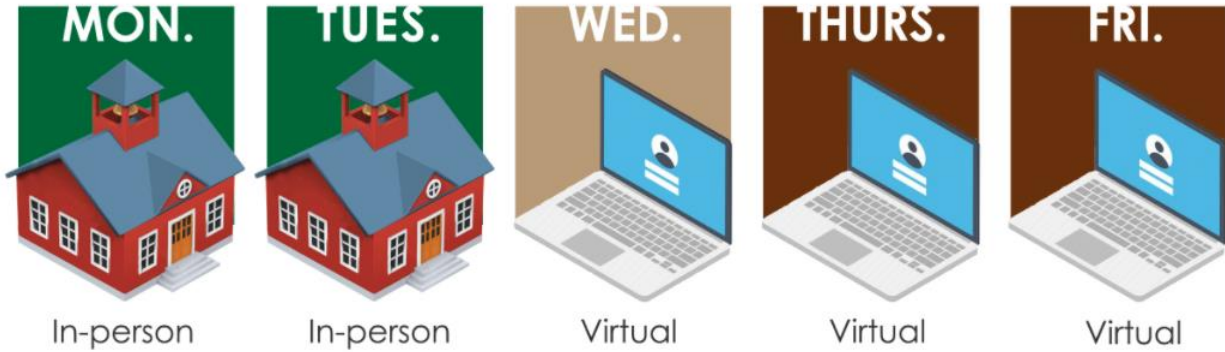 MON. TUES. WED. THURS. FRI.
In-person In-person Virtual Virtual Virtual